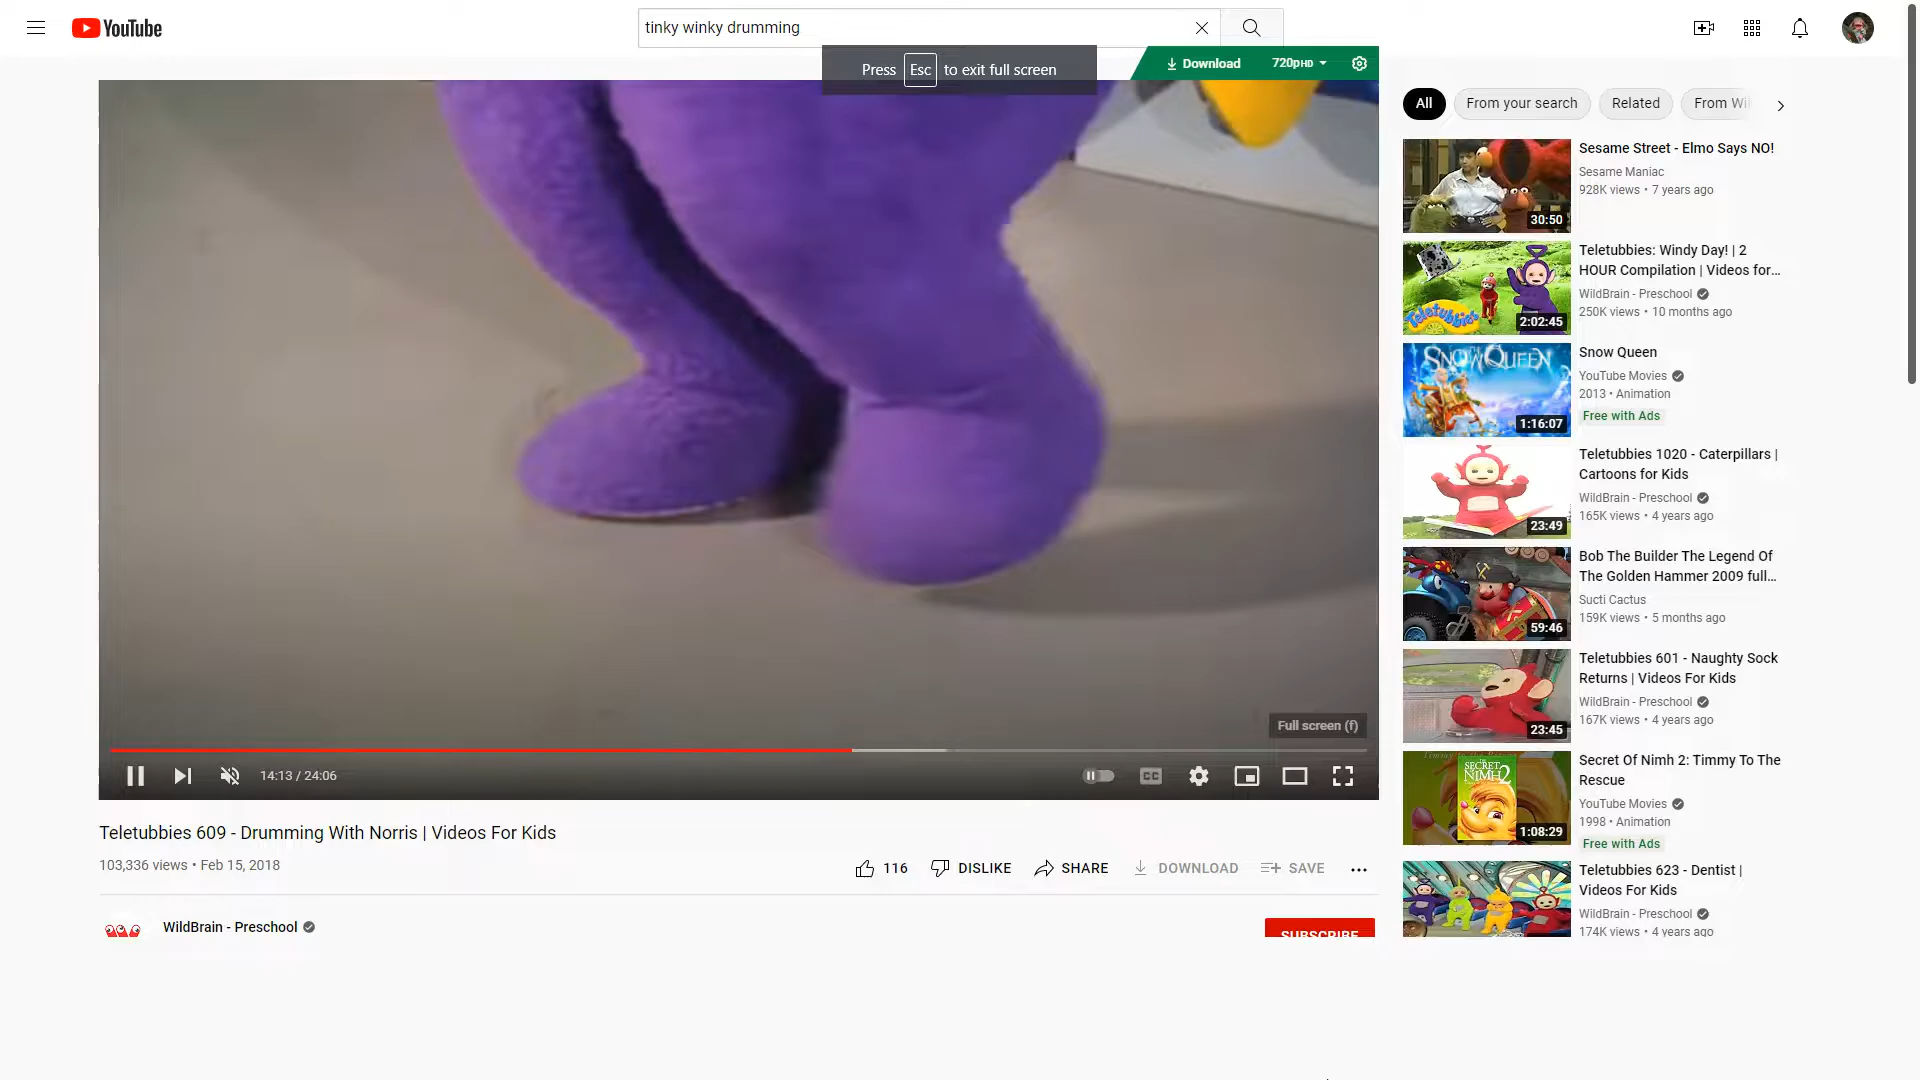 YouTube
tinky winky drumming
Press Esc to exit full screen
Download 720pHD
All
From your search
Related
From Wi
Sesame Street - Elmo Says NO!
Sesame Maniac
928K views • 7 years ago
30:50
Teletubbies: Windy Day! | 2
HOUR Compilation | Videos for...
WildBrain - Preschool
250K views • 10 months ago
Teletubbies
2:02:45
SNOW QUEEN
Snow Queen
YouTube Movies
2013 • Animation
Free with Ads
1:16:07
Teletubbies 1020 - Caterpillars |
Cartoons for Kids
WildBrain - Preschool
165K views • 4 years ago
23:49
Bob The Builder The Legend Of
The Golden Hammer 2009 full...
Sucti Cactus
159K views • 5 months ago
59:46
Teletubbies 601 - Naughty Sock
Returns | Videos For Kids
WildBrain - Preschool
167K views • 4 years ago
23:45
Secret Of Nimh 2: Timmy To The
Rescue
YouTube Movies
1998 • Animation
Free with Ads
SECRET
NIMH 2
1:08:29
Teletubbies 623 - Dentist |
Videos For Kids
WildBrain - Preschool
174K views • 4 years ago
Full screen (f)
14:13 / 24:06
CC
Teletubbies 609 - Drumming With Norris | Videos For Kids
103,336 views • Feb 15, 2018
116
DISLIKE
SHARE
DOWNLOAD
SAVE
WildBrain - Preschool
SUBSCRIBE